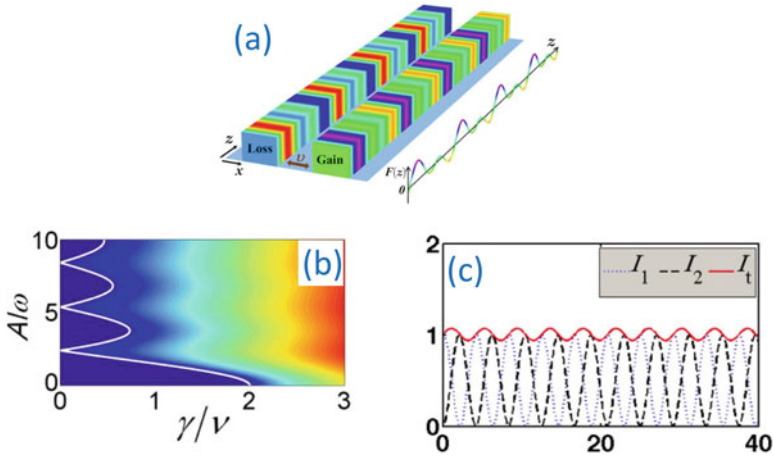 (a)
z
x
Loss
υ
Gain
F(z)
0
z
(b)
10
5
0
A/ω
0
1
2
3
γ/ν
(c)
2
1
0
I₁ I₂ Iₜ
0
20
40